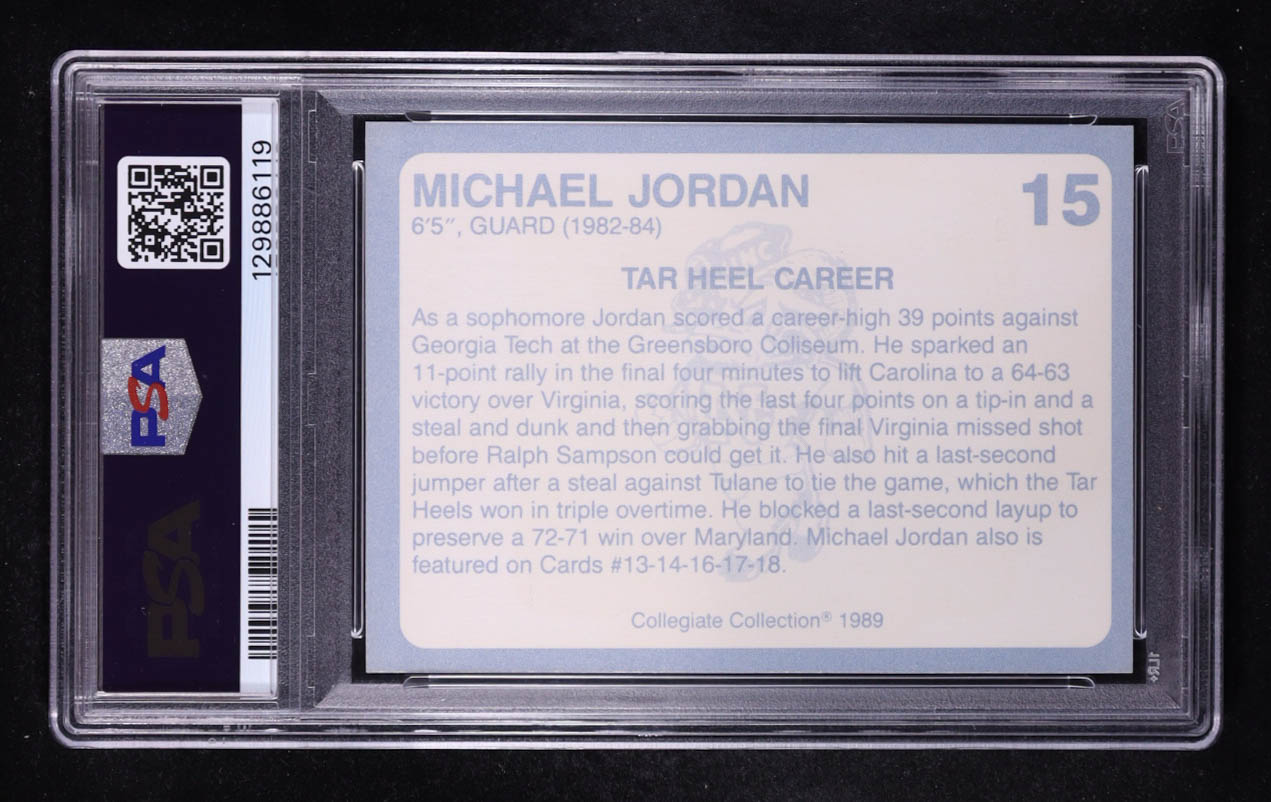 MICHAEL JORDAN
15
6'5", GUARD (1982-84)
TAR HEEL CAREER
As a sophomore Jordan scored a career-high 39 points against
Georgia Tech at the Greensboro Coliseum. He sparked an
11-point rally in the final four minutes to lift Carolina to a 64-63
victory over Virginia, scoring the last four points on a tip-in and a
steal and dunk and then grabbing the final Virginia missed shot
before Ralph Sampson could get it. He also hit a last-second
jumper after a steal against Tulane to tie the game, which the Tar
Heels won in triple overtime. He blocked a last-second layup to
preserve a 72-71 win over Maryland. Michael Jordan also is
featured on Cards #13-14-16-17-18.
Collegiate Collection® 1989
129886119
PSA
PSA
PSA